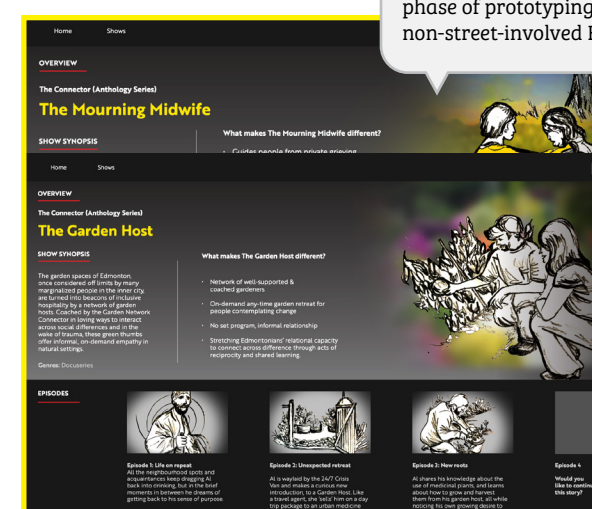 phase of prototyping
non-street-involved
Home Shows
OVERVIEW
The Connector (Anthology Series)
The Mourning Midwife
SHOW SYNOPSIS
What makes The Mourning Midwife different?
· Guides people from private grieving
Home Shows
OVERVIEW
The Connector (Anthology Series)
The Garden Host
SHOW SYNOPSIS
The garden spaces of Edmonton,
once considered off limits by many
marginalized people in the inner city,
are turned into beacons of inclusive
hospitality by a network of garden
hosts. Coached by the Garden Network
Connector in loving ways to interact
across social differences and in the
wake of trauma, these green thumbs
offer informal, on-demand empathy in
natural settings.
Genres: Docuseries
What makes The Garden Host different?
· Network of well-supported &
coached gardeners
· On-demand any-time garden retreat for
people contemplating change
· No set program, informal relationship
· Stretching Edmontonians' relational capacity
to connect across difference through acts of
reciprocity and shared learning.
EPISODES
Episode 1: Life on repeat
All the neighbourhood spots and
acquaintances keep dragging Al
back into drinking, but in the brief
moments in between he dreams of
getting back to his sense of purpose.
Episode 2: Unexpected retreat
Al is waylaid by the 24/7 Crisis
Van and makes a curious new
introduction, to a Garden Host. Like
a travel agent, she 'sells' him on a day
trip package to an urban medicine
Episode 3: New roots
Al shares his knowledge about the
use of medicinal plants, and learns
about how to grow and harvest
them from his garden host, all while
noticing his own growing desire to
Episode 4
Would you
like to continu
this story?